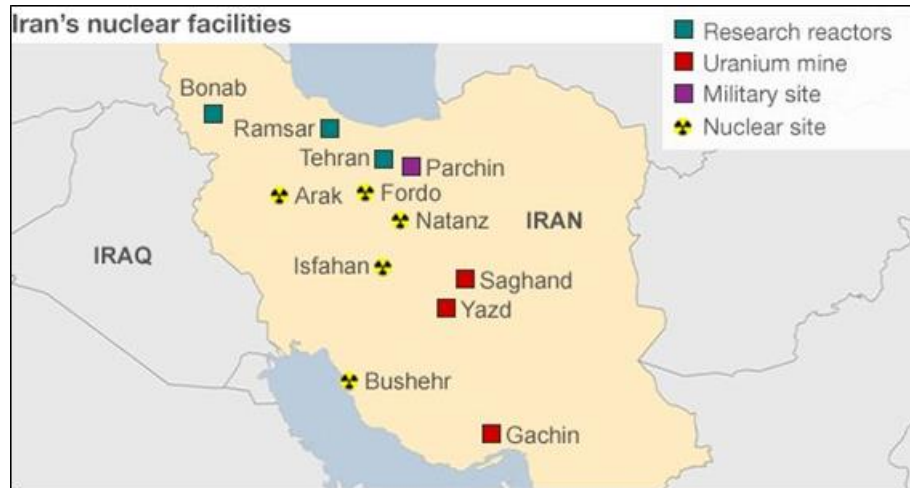 Iran's nuclear facilities
Research reactors
Uranium mine
Military site
Nuclear site
Bonab
Ramsar
Tehran
Parchin
Arak
Fordo
Natanz
IRAN
IRAQ
Isfahan
Saghand
Yazd
Bushehr
Gachin